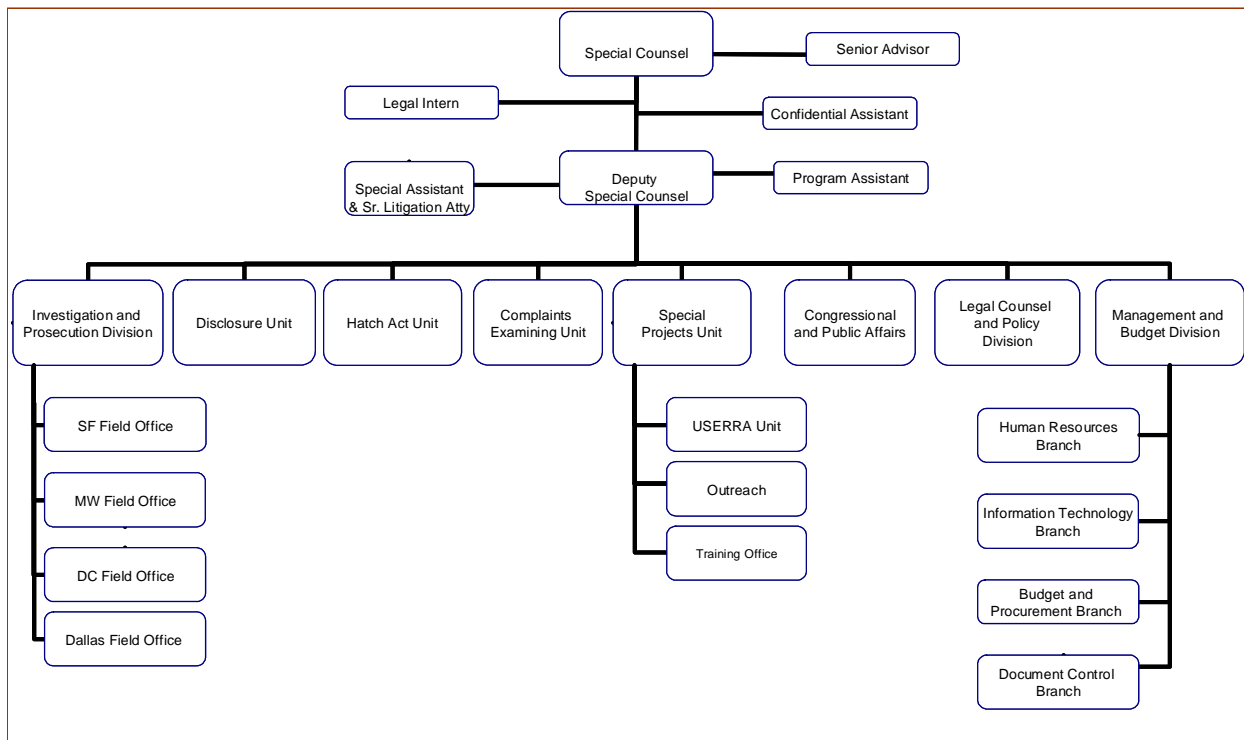 Special Counsel
Senior Advisor
Legal Intern
Confidential Assistant
Special Assistant
& Sr. Litigation Atty
Deputy
Special Counsel
Program Assistant
Investigation and
Prosecution Division
Disclosure Unit
Hatch Act Unit
Complaints
Examining Unit
Special
Projects Unit
Congressional
and Public Affairs
Legal Counsel
and Policy
Division
Management and
Budget Division
SF Field Office
MW Field Office
DC Field Office
Dallas Field Office
USERRA Unit
Outreach
Training Office
Human Resources
Branch
Information Technology
Branch
Budget and
Procurement Branch
Document Control
Branch